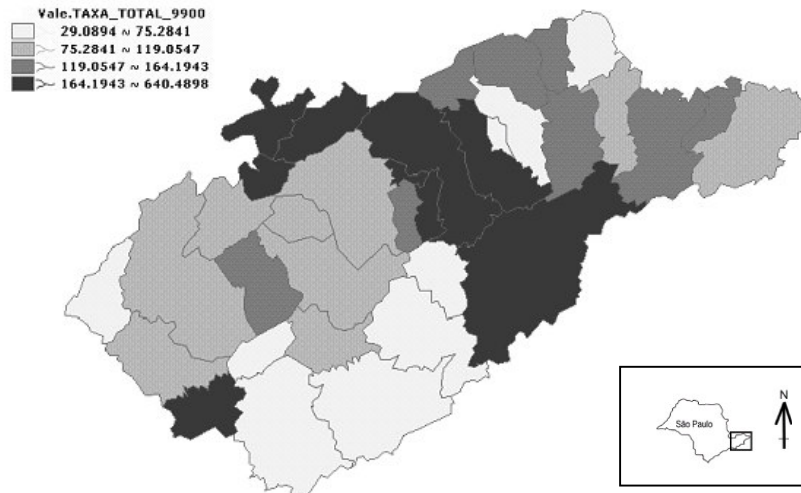 Vale.TAXA_TOTAL_9900
29.0894 ~ 75.2841
75.2841 ~ 119.0547
119.0547 ~ 164.1943
164.1943 ~ 640.4898
N
São Paulo